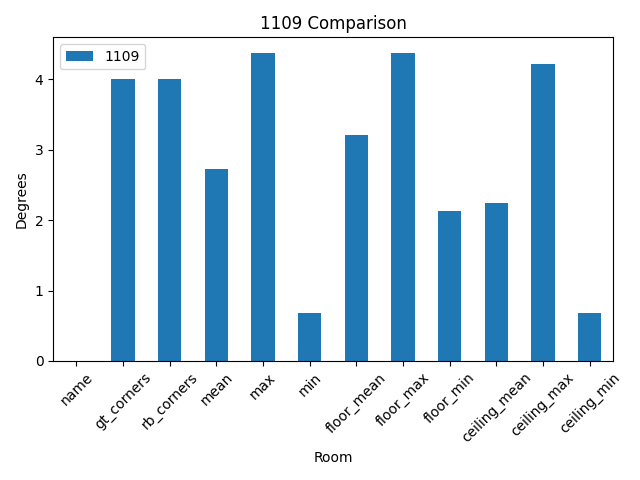 1109 Comparison
1109
Degrees
4
3
2
1
0
name
gt_corners
rb_corners
mean
max
min
floor_mean
floor_max
floor_min
ceiling_mean
ceiling_max
ceiling_min
Room